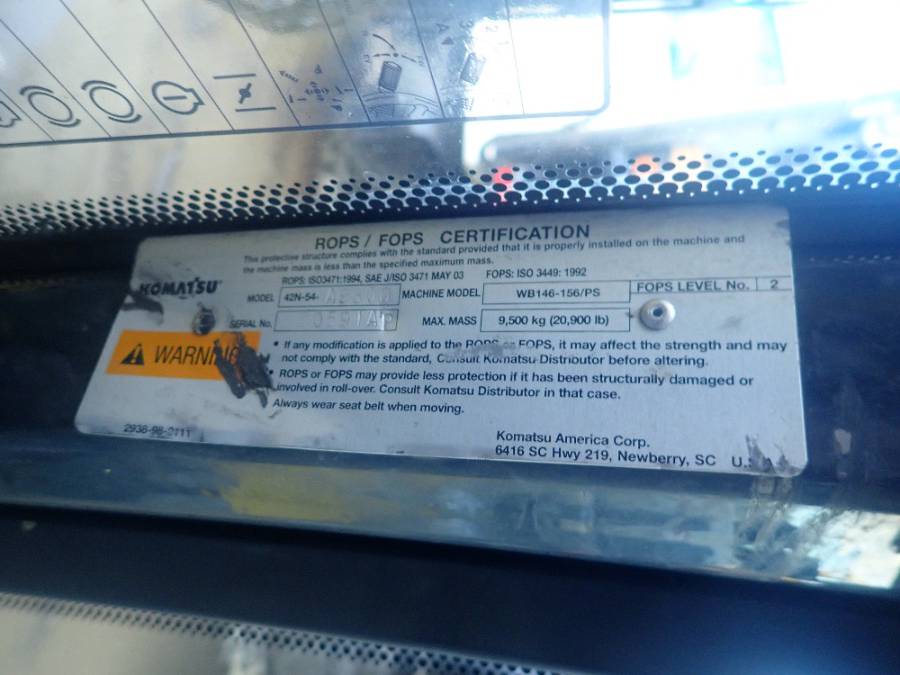 ROPS / FOPS CERTIFICATION
The protective structure complies with the standard provided that it is properly installed on the machine and
the machine mass is less than the specified maximum mass.
ROPS: ISO3471:1994, SAE J/ISO 3471 MAY 03 FOPS: ISO 3449: 1992
KOMATSU
MODEL 42N-54- MACHINE MODEL WB146-156/PS FOPS LEVEL No. 2
SERIAL No. MAX. MASS 9,500 kg (20,900 lb)
WARNING
• If any modification is applied to the ROPS or FOPS, it may affect the strength and may
not comply with the standard, Consult Komatsu Distributor before altering.
• ROPS or FOPS may provide less protection if it has been structurally damaged or
involved in roll-over. Consult Komatsu Distributor in that case.
Always wear seat belt when moving.
Komatsu America Corp.
6416 SC Hwy 219, Newberry, SC